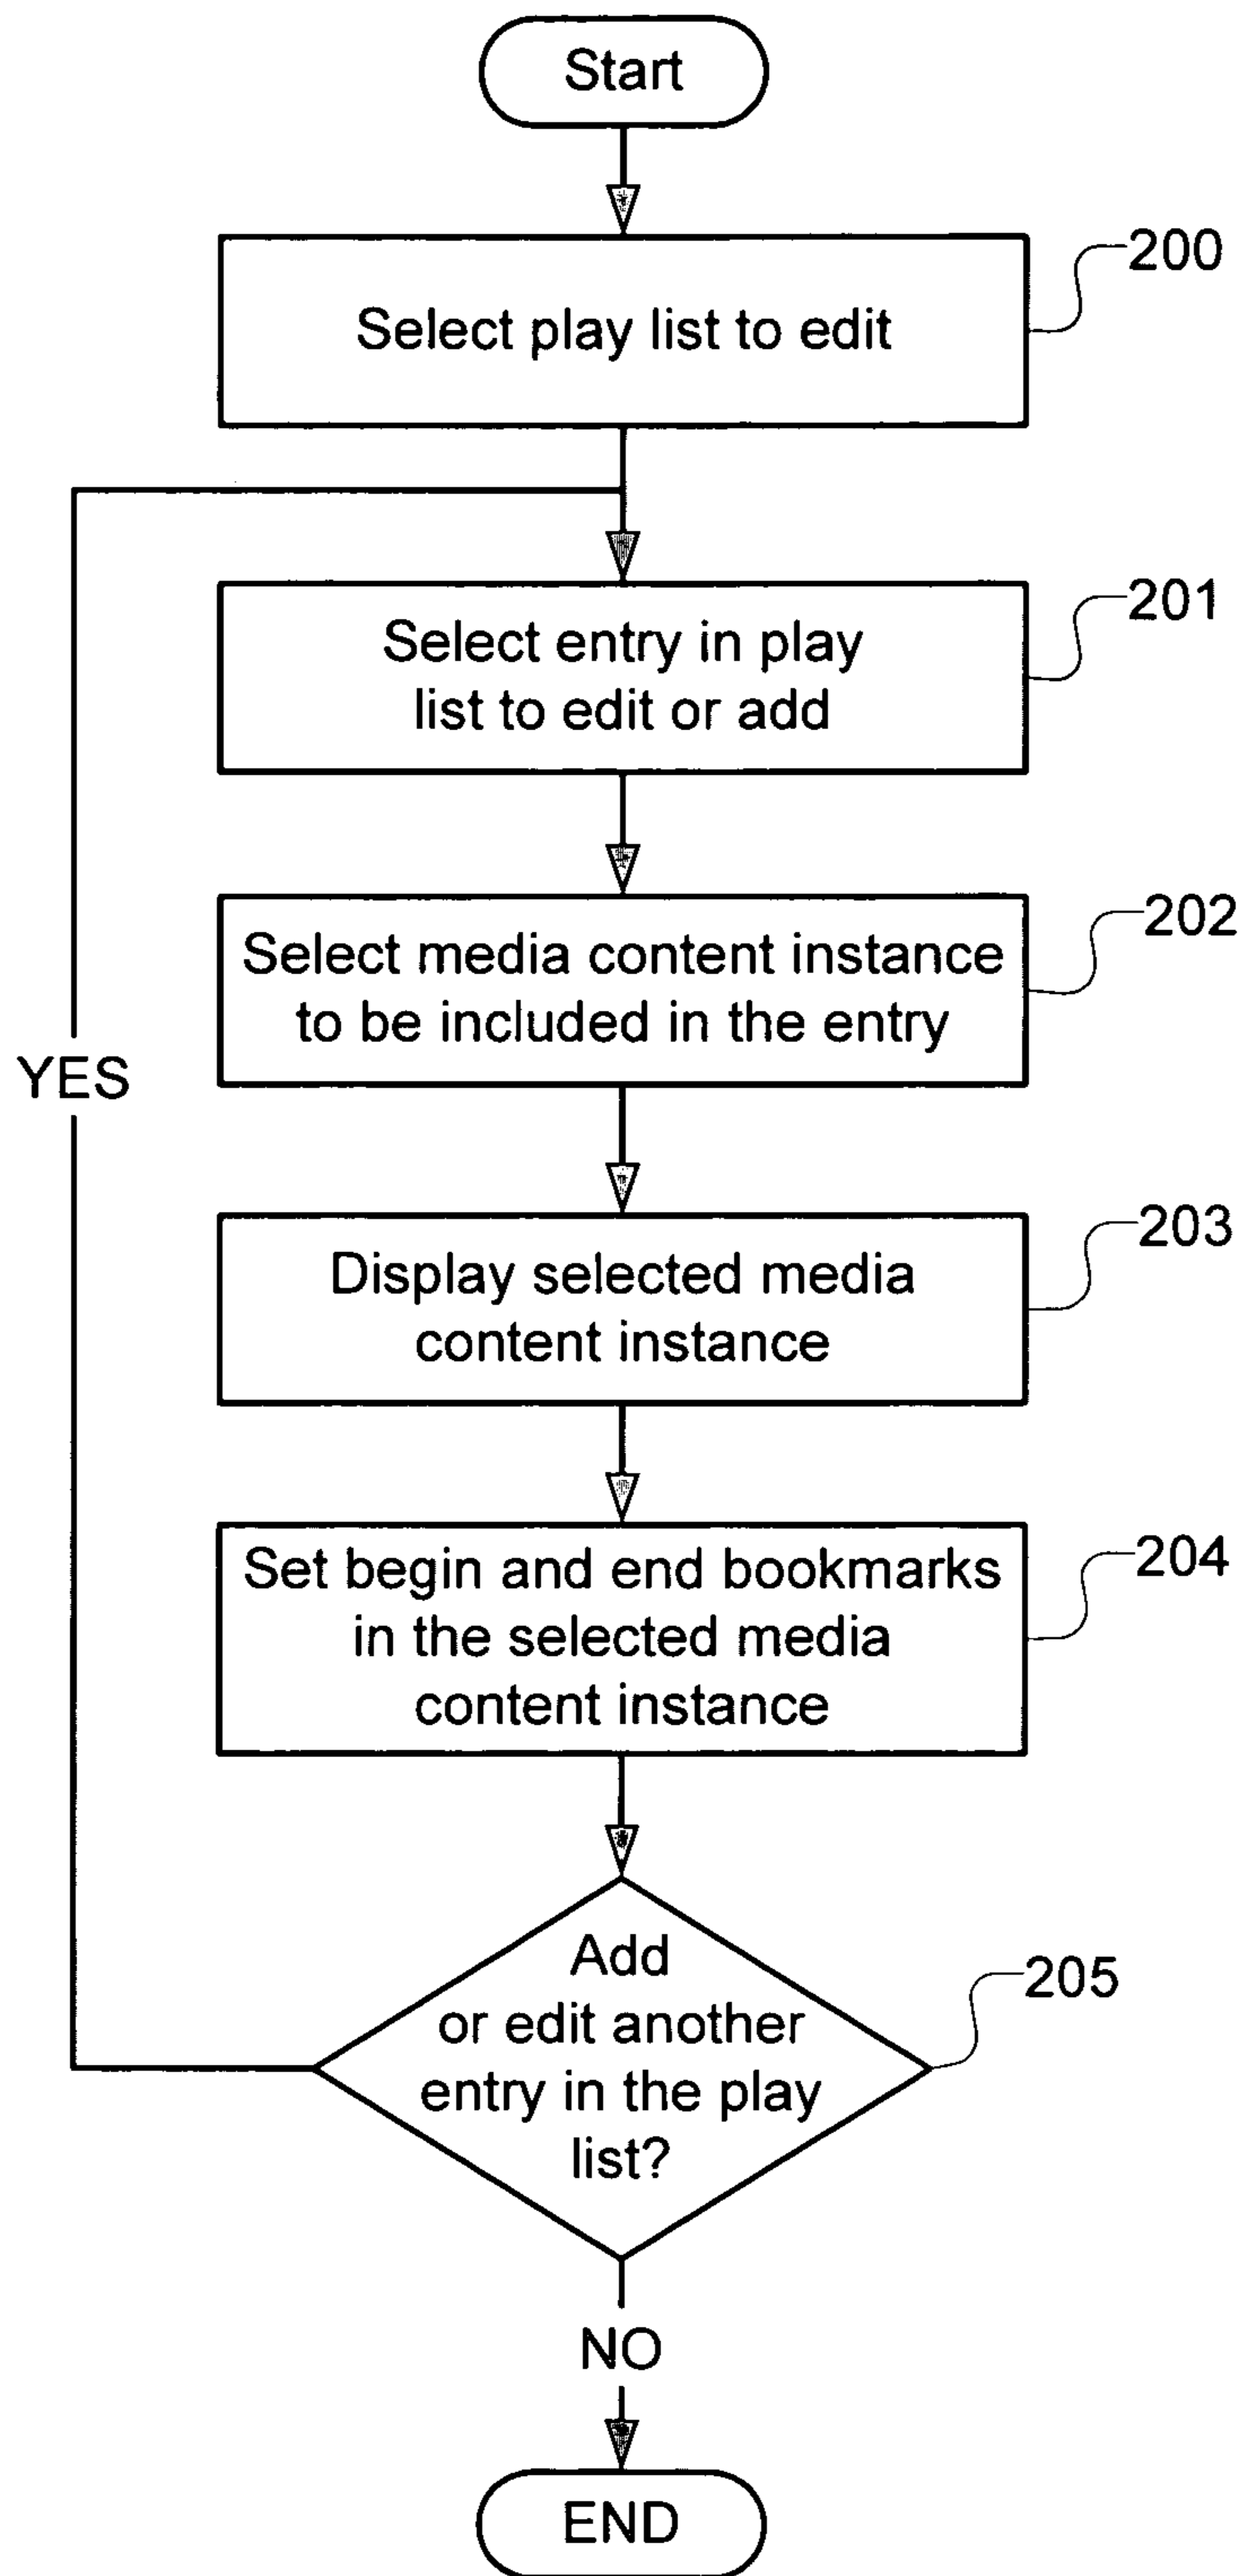 Start
200
Select play list to edit
201
Select entry in play
list to edit or add
202
Select media content instance
to be included in the entry
YES
203
Display selected media
content instance
204
Set begin and end bookmarks
in the selected media
content instance
205
Add
or edit another
entry in the play
list?
NO
END